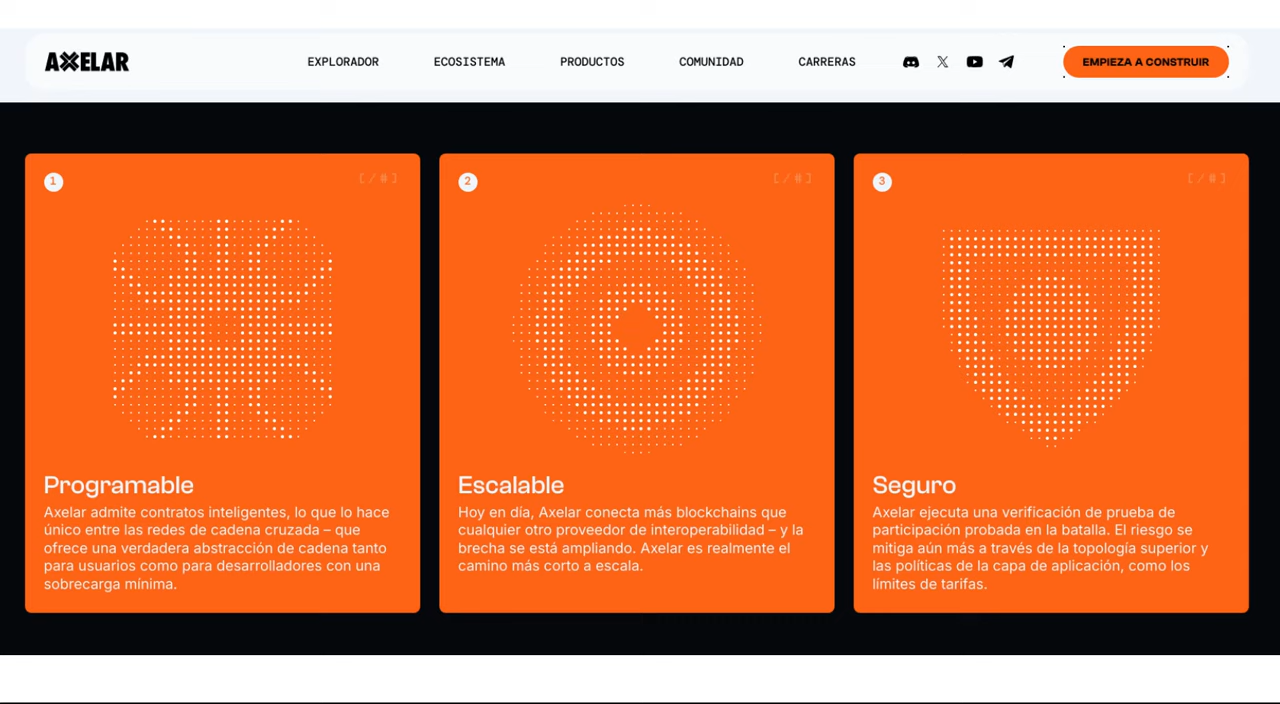 AXELAR
EXPLORADOR
ECOSISTEMA
PRODUCTOS
COMUNIDAD
CARRERAS
EMPIEZA A CONSTRUIR
1
[/#]
Programable
Axelar admite contratos inteligentes, lo que lo hace
único entre las redes de cadena cruzada – que
ofrece una verdadera abstracción de cadena tanto
para usuarios como para desarrolladores con una
sobrecarga mínima.
2
[/#]
Escalable
Hoy en día, Axelar conecta más blockchains que
cualquier otro proveedor de interoperabilidad – y la
brecha se está ampliando. Axelar es realmente el
camino más corto a escala.
3
[/#]
Seguro
Axelar ejecuta una verificación de prueba de
participación probada en la batalla. El riesgo se
mitiga aún más a través de la topología superior y
las políticas de la capa de aplicación, como los
límites de tarifas.